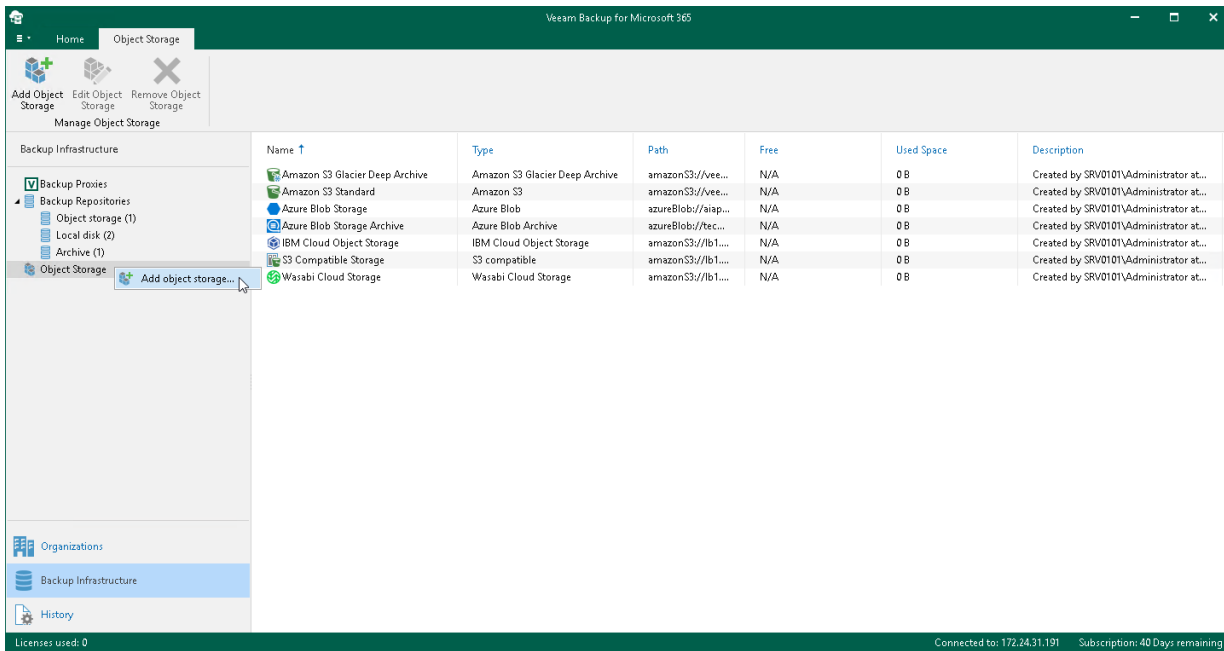 Veeam Backup for Microsoft 365
Home Object Storage
Add Object Storage
Edit Object Storage
Remove Object Storage
Manage Object Storage
Backup Infrastructure
Backup Proxies
Backup Repositories
Object storage (1)
Local disk (2)
Archive (1)
Object Storage
Add object storage...
Name Type Path Free Used Space Description
Amazon S3 Glacier Deep Archive Amazon S3 Glacier Deep Archive amazonS3://vee... N/A 0 B Created by SRV0101\Administrator at...
Amazon S3 Standard Amazon S3 amazonS3://vee... N/A 0 B Created by SRV0101\Administrator at...
Azure Blob Storage Azure Blob azureBlob://aiap... N/A 0 B Created by SRV0101\Administrator at...
Azure Blob Storage Archive Azure Blob Archive azureBlob://tec... N/A 0 B Created by SRV0101\Administrator at...
IBM Cloud Object Storage IBM Cloud Object Storage amazonS3://lb1.... N/A 0 B Created by SRV0101\Administrator at...
S3 Compatible Storage S3 compatible amazonS3://lb1.... N/A 0 B Created by SRV0101\Administrator at...
Wasabi Cloud Storage Wasabi Cloud Storage amazonS3://lb1.... N/A 0 B Created by SRV0101\Administrator at...
Organizations
Backup Infrastructure
History
Licenses used: 0 Connected to: 172.24.31.191 Subscription: 40 Days remaining